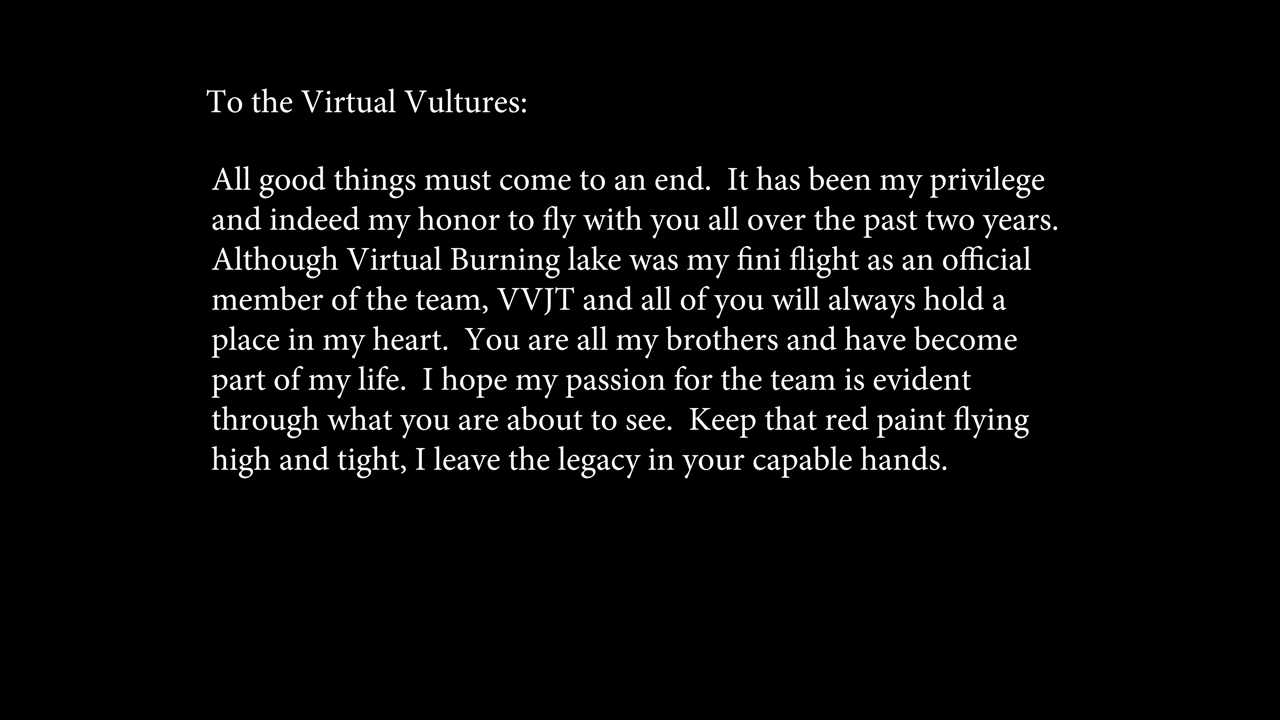 To the Virtual Vultures:
All good things must come to an end.  It has been my privilege
and indeed my honor to fly with you all over the past two years.
Although Virtual Burning lake was my fini flight as an official
member of the team, VVJT and all of you will always hold a
place in my heart.  You are all my brothers and have become
part of my life.  I hope my passion for the team is evident
through what you are about to see.  Keep that red paint flying
high and tight, I leave the legacy in your capable hands.